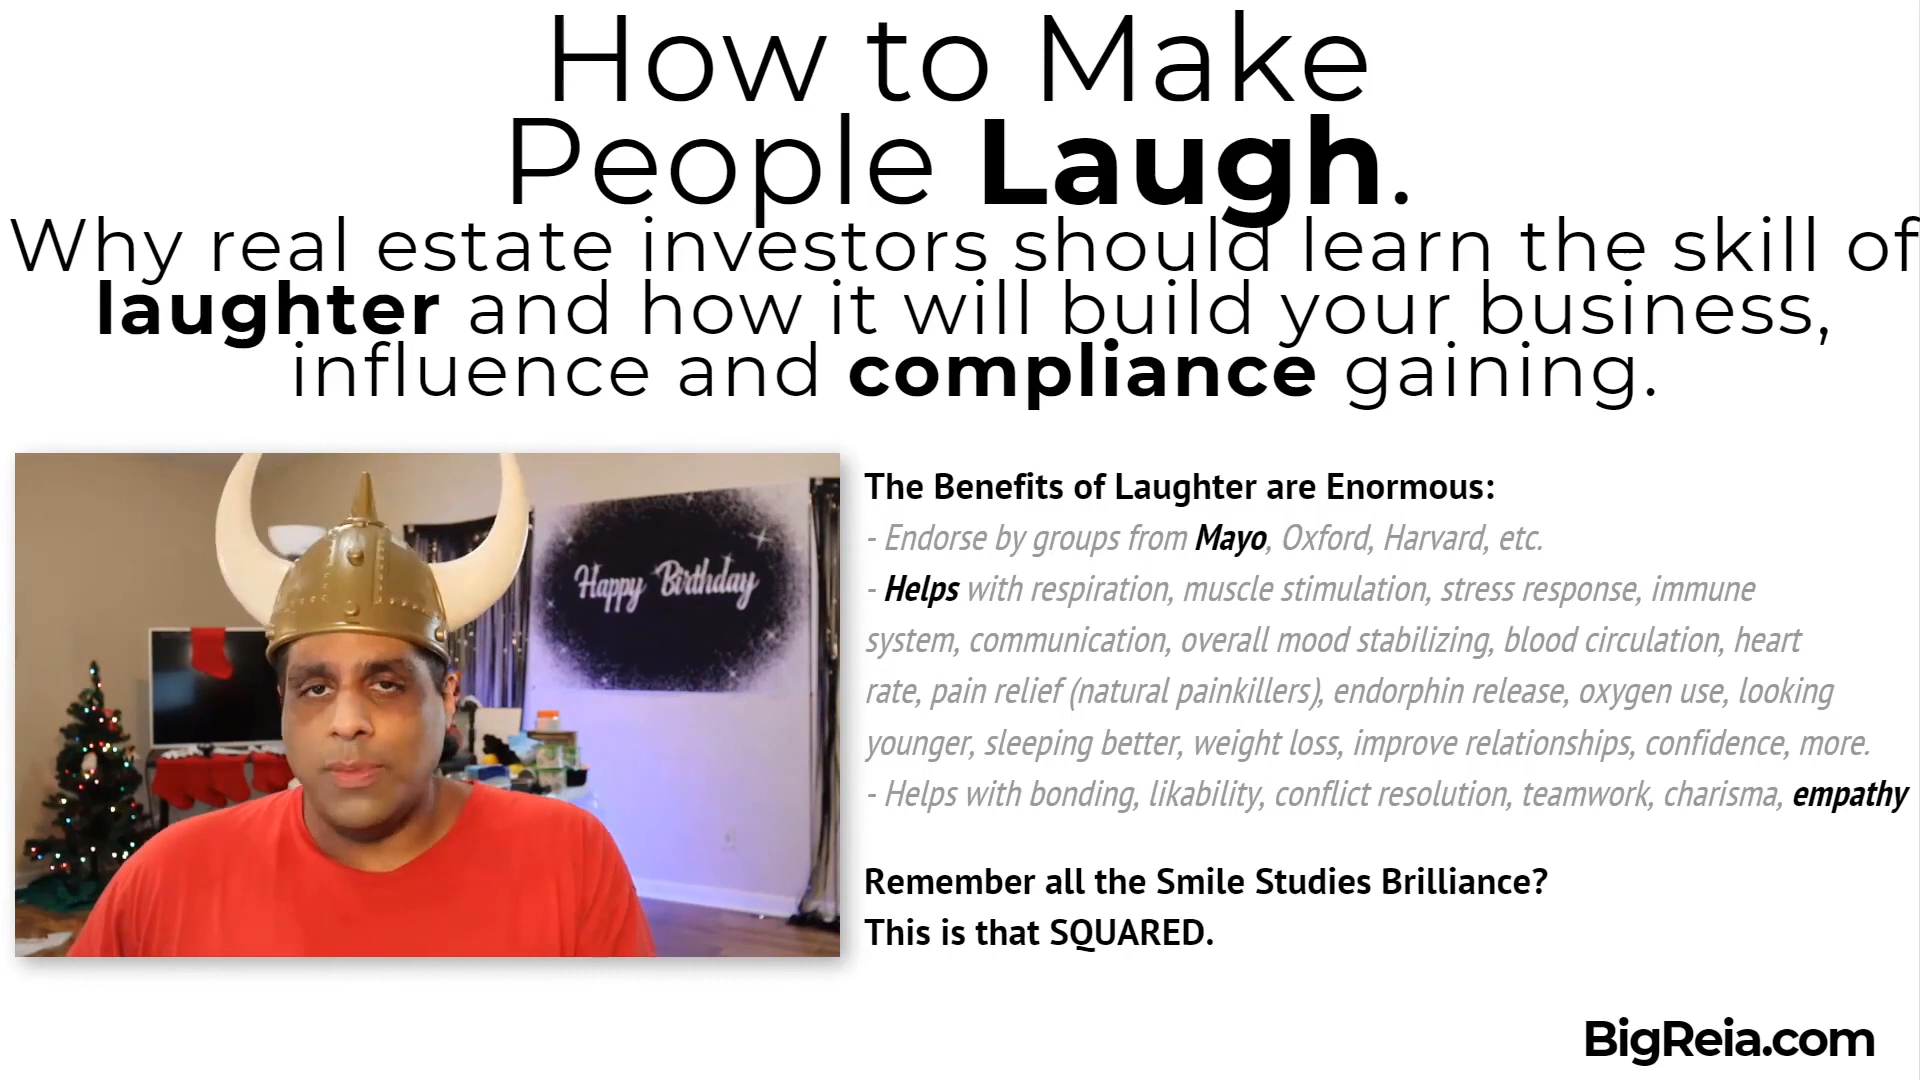 How to Make
People Laugh.
Why real estate investors should learn the skill of
laughter and how it will build your business,
influence and compliance gaining.
Happy Birthday
The Benefits of Laughter are Enormous:
- Endorse by groups from Mayo, Oxford, Harvard, etc.
- Helps with respiration, muscle stimulation, stress response, immune
system, communication, overall mood stabilizing, blood circulation, heart
rate, pain relief (natural painkillers), endorphin release, oxygen use, looking
younger, sleeping better, weight loss, improve relationships, confidence, more.
- Helps with bonding, likability, conflict resolution, teamwork, charisma, empathy
Remember all the Smile Studies Brilliance?
This is that SQUARED.
BigReia.com